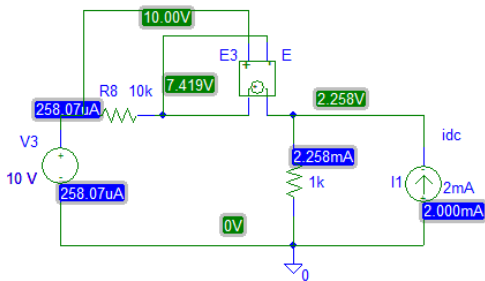 10.00V
E3 E
R8 10k
7.419V
258.07uA
2.258V
V3
idc
2.258mA
10 V
1k
I1
2mA
258.07uA
2.000mA
0V
0